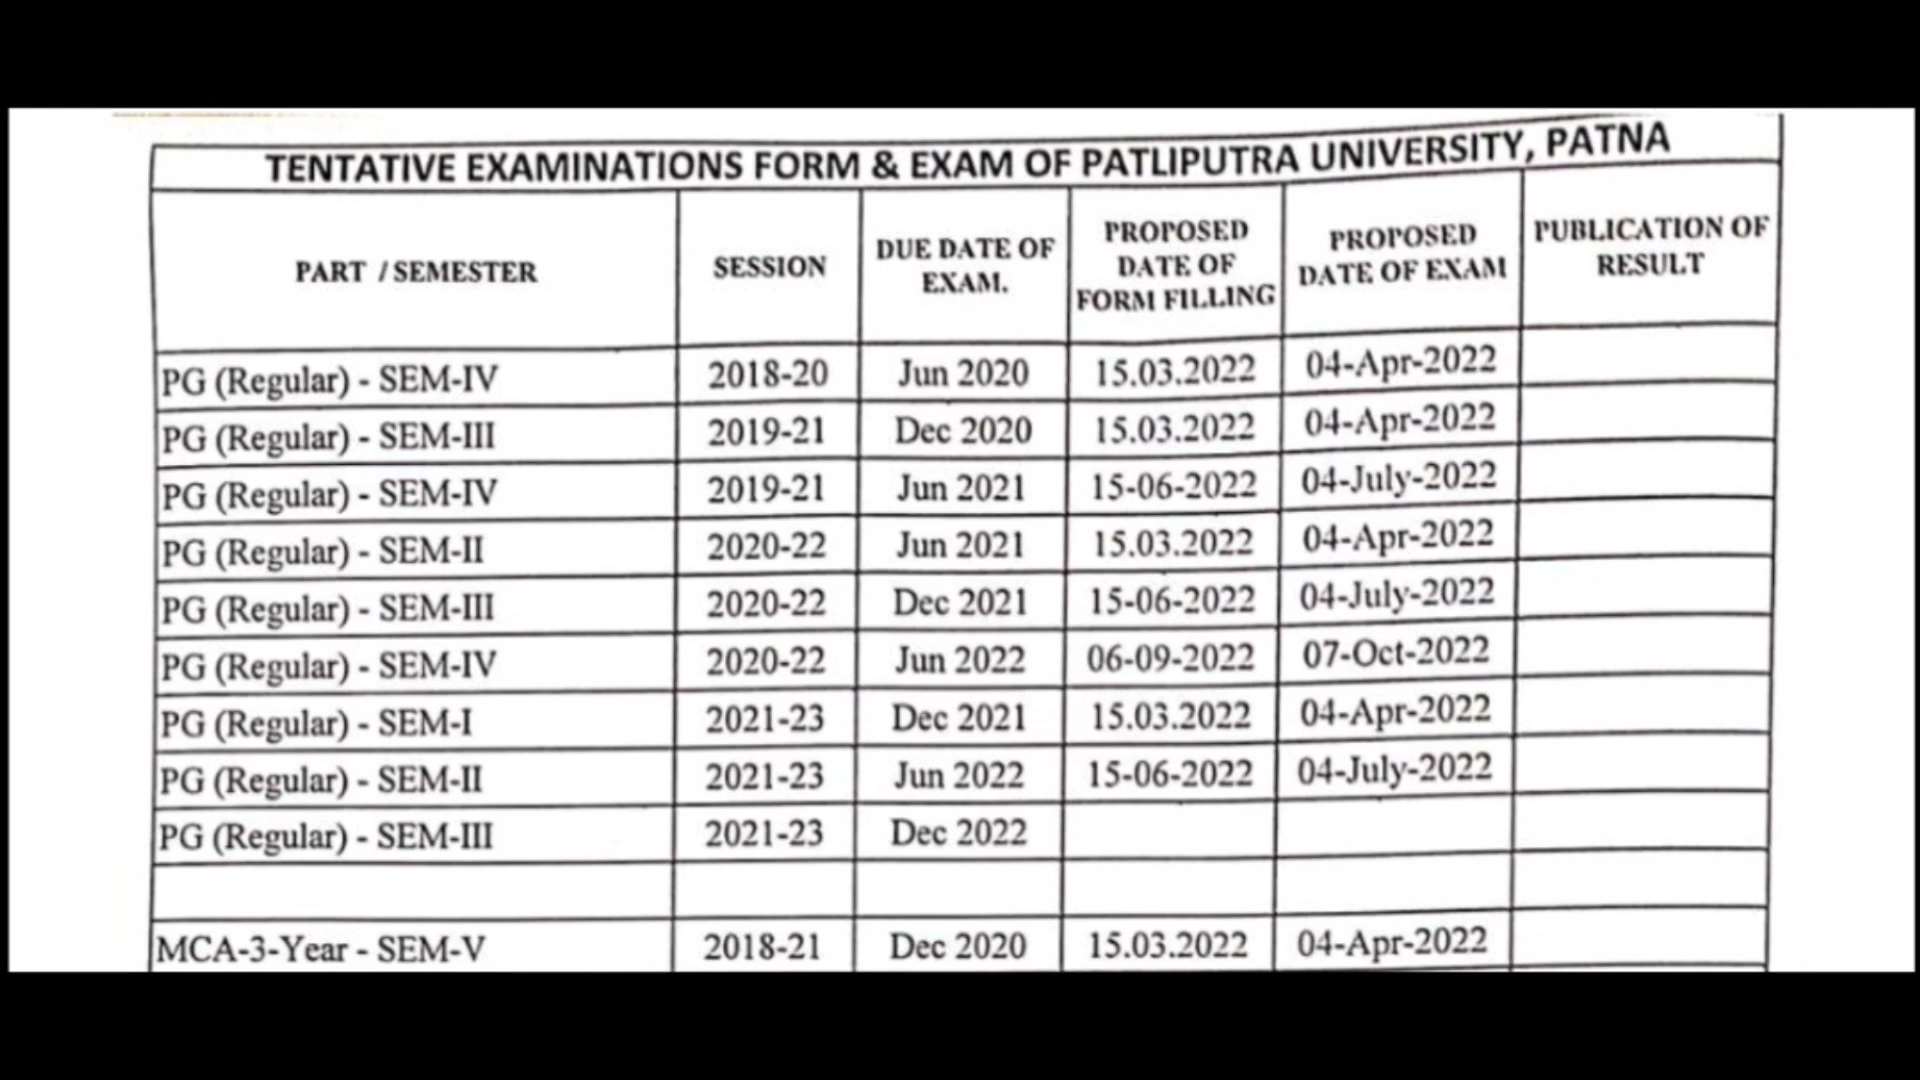 TENTATIVE EXAMINATIONS FORM & EXAM OF PATLIPUTRA UNIVERSITY, PATNA
PART / SEMESTER SESSION DUE DATE OF EXAM. PROPOSED DATE OF FORM FILLING PROPOSED DATE OF EXAM PUBLICATION OF RESULT
PG (Regular) - SEM-IV 2018-20 Jun 2020 15.03.2022 04-Apr-2022
PG (Regular) - SEM-III 2019-21 Dec 2020 15.03.2022 04-Apr-2022
PG (Regular) - SEM-IV 2019-21 Jun 2021 15-06-2022 04-July-2022
PG (Regular) - SEM-II 2020-22 Jun 2021 15.03.2022 04-Apr-2022
PG (Regular) - SEM-III 2020-22 Dec 2021 15-06-2022 04-July-2022
PG (Regular) - SEM-IV 2020-22 Jun 2022 06-09-2022 07-Oct-2022
PG (Regular) - SEM-I 2021-23 Dec 2021 15.03.2022 04-Apr-2022
PG (Regular) - SEM-II 2021-23 Jun 2022 15-06-2022 04-July-2022
PG (Regular) - SEM-III 2021-23 Dec 2022
MCA-3-Year - SEM-V 2018-21 Dec 2020 15.03.2022 04-Apr-2022